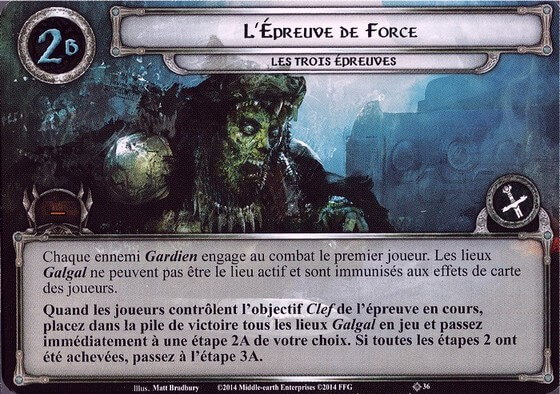 2B
L'Épreuve de Force
Les Trois Épreuves
Chaque ennemi Gardien engage au combat le premier joueur. Les lieux
Galgal ne peuvent pas être le lieu actif et sont immunisés aux effets de carte
des joueurs.
Quand les joueurs contrôlent l'objectif Clef de l'épreuve en cours,
placez dans la pile de victoire tous les lieux Galgal en jeu et passez
immédiatement à une étape 2A de votre choix. Si toutes les étapes 2 ont
été achevées, passez à l'étape 3A.
Illus. Matt Bradbury ©2014 Middle-earth Enterprises ©2014 FFG 36